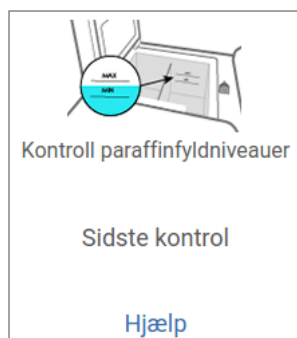 MAX
MIN
Kontroll paraffinfyldniveauer
Sidste kontrol
Hjælp